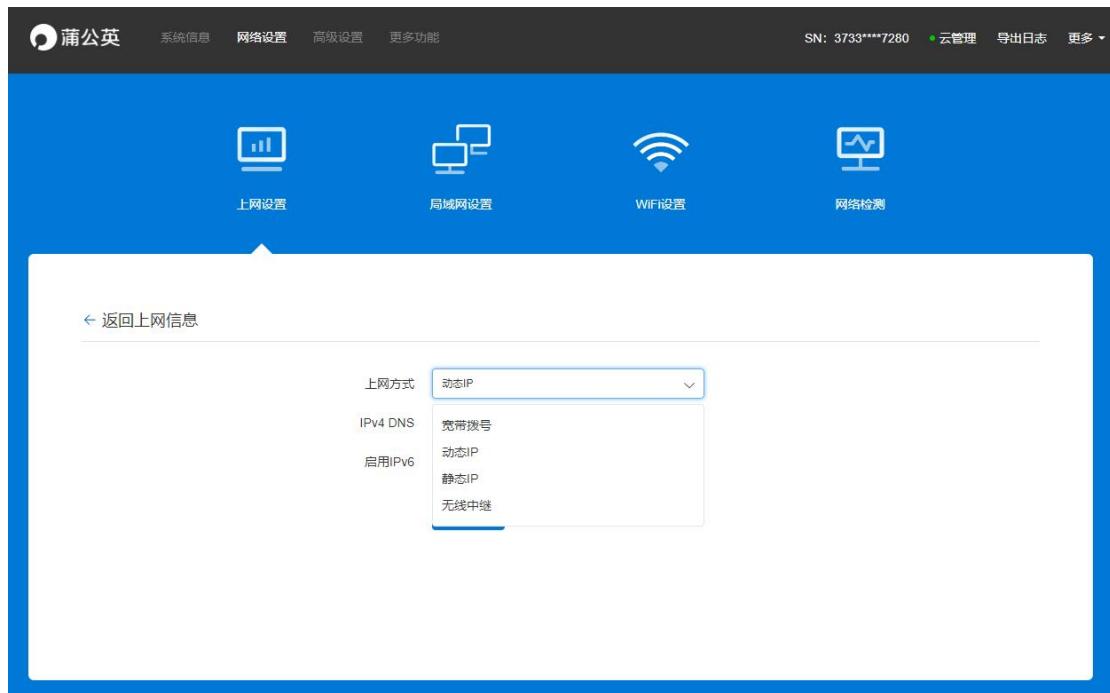 蒲公英 系统信息 网络设置 高级设置 更多功能 SN: 3733****7280 云管理 导出日志 更多
上网设置 局域网设置 WiFi设置 网络检测
← 返回上网信息
上网方式 动态IP
IPv4 DNS 宽带拨号
动态IP
启用IPv6
静态IP
无线中继